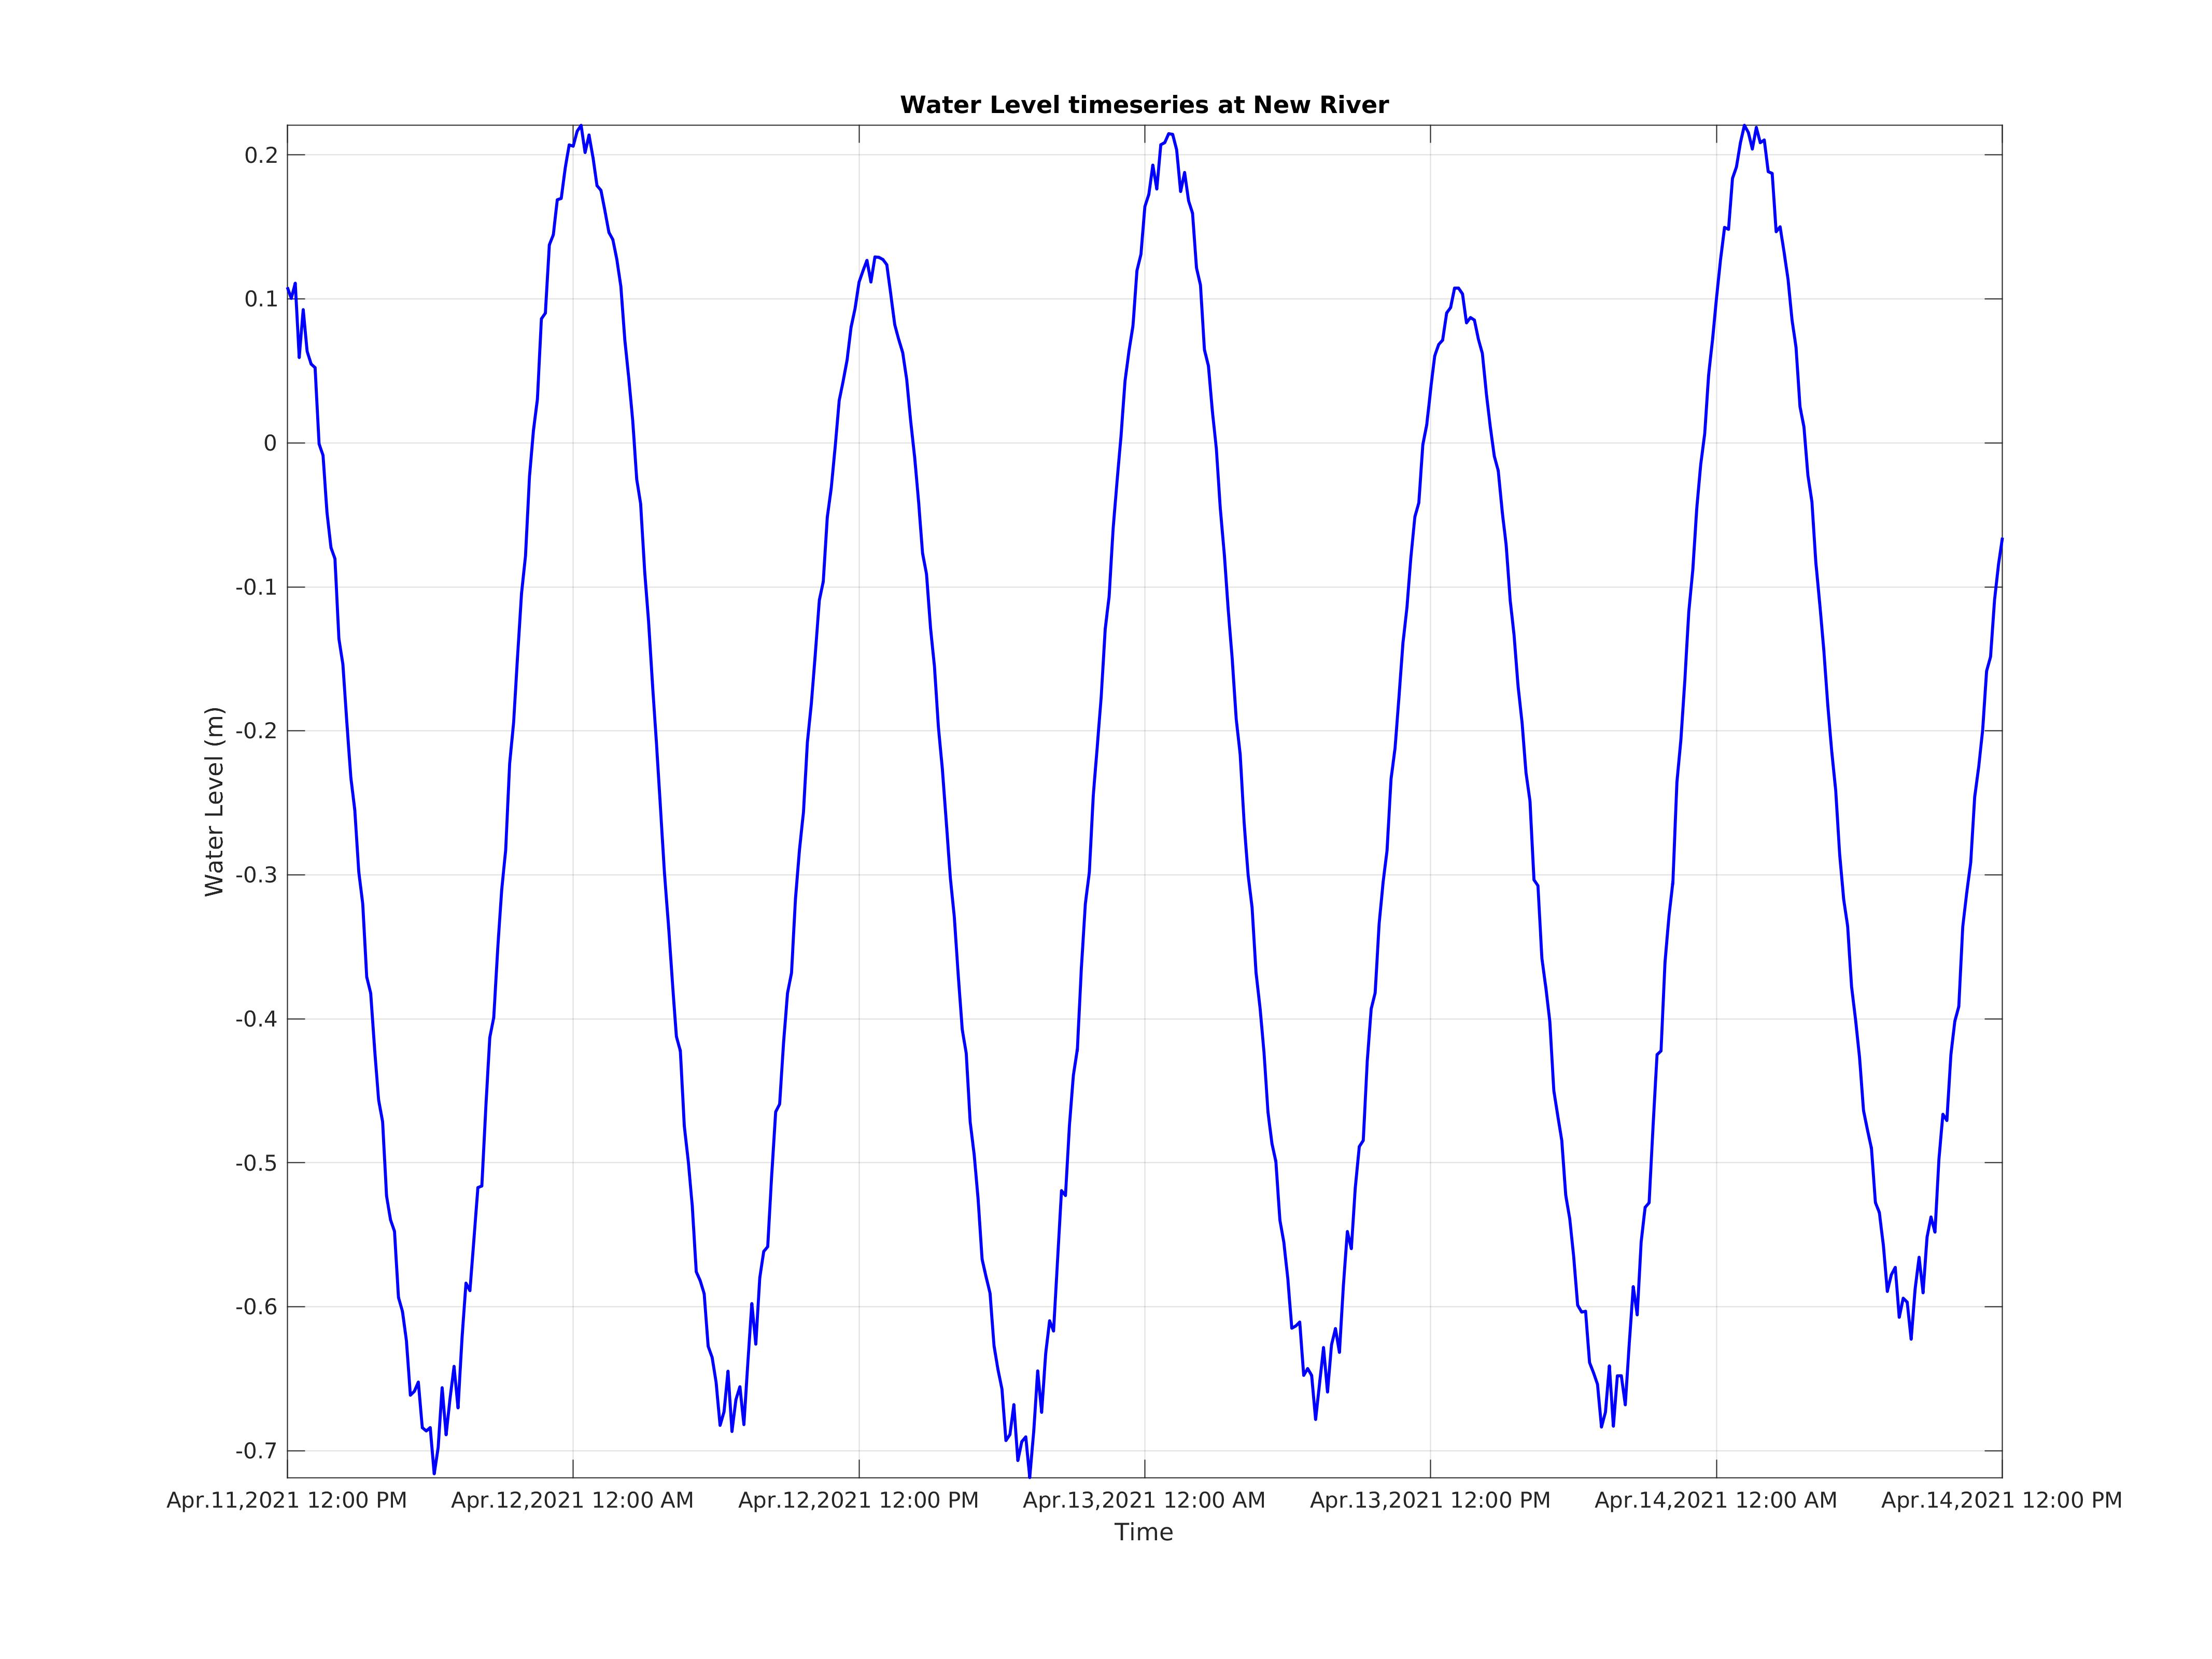 Water Level timeseries at New River
0.2
0.1
0
-0.1
-0.2
-0.3
-0.4
-0.5
-0.6
-0.7
Water Level (m)
Apr.11,2021 12:00 PM Apr.12,2021 12:00 AM Apr.12,2021 12:00 PM Apr.13,2021 12:00 AM Apr.13,2021 12:00 PM Apr.14,2021 12:00 AM Apr.14,2021 12:00 PM
Time